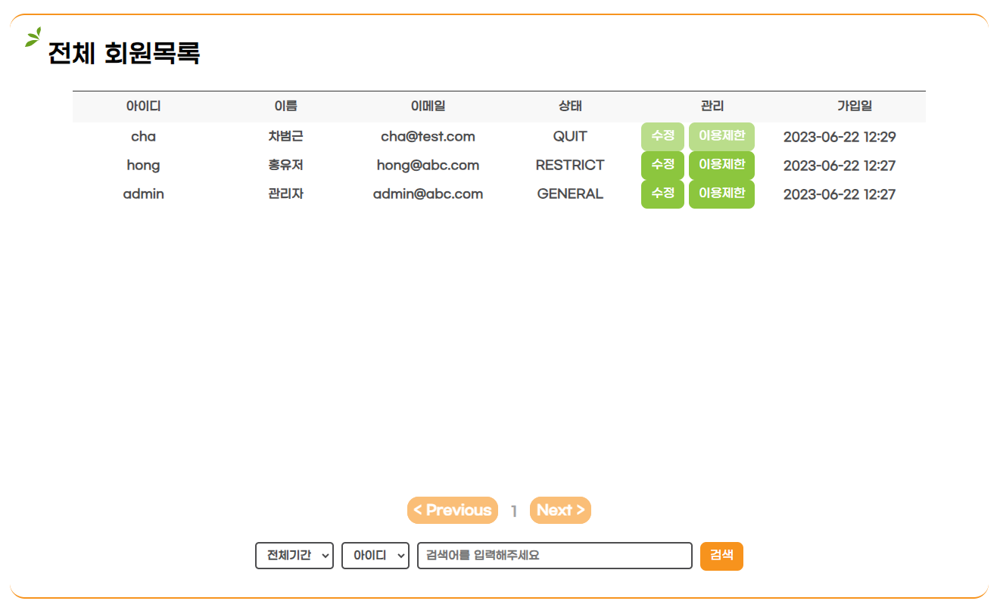 전체 회원목록
아이디 이름 이메일 상태 관리 가입일
cha 차범근 cha@test.com QUIT 수정 이용제한 2023-06-22 12:29
hong 홍유저 hong@abc.com RESTRICT 수정 이용제한 2023-06-22 12:27
admin 관리자 admin@abc.com GENERAL 수정 이용제한 2023-06-22 12:27
< Previous 1 Next >
전체기간 아이디 검색어를 입력해주세요 검색